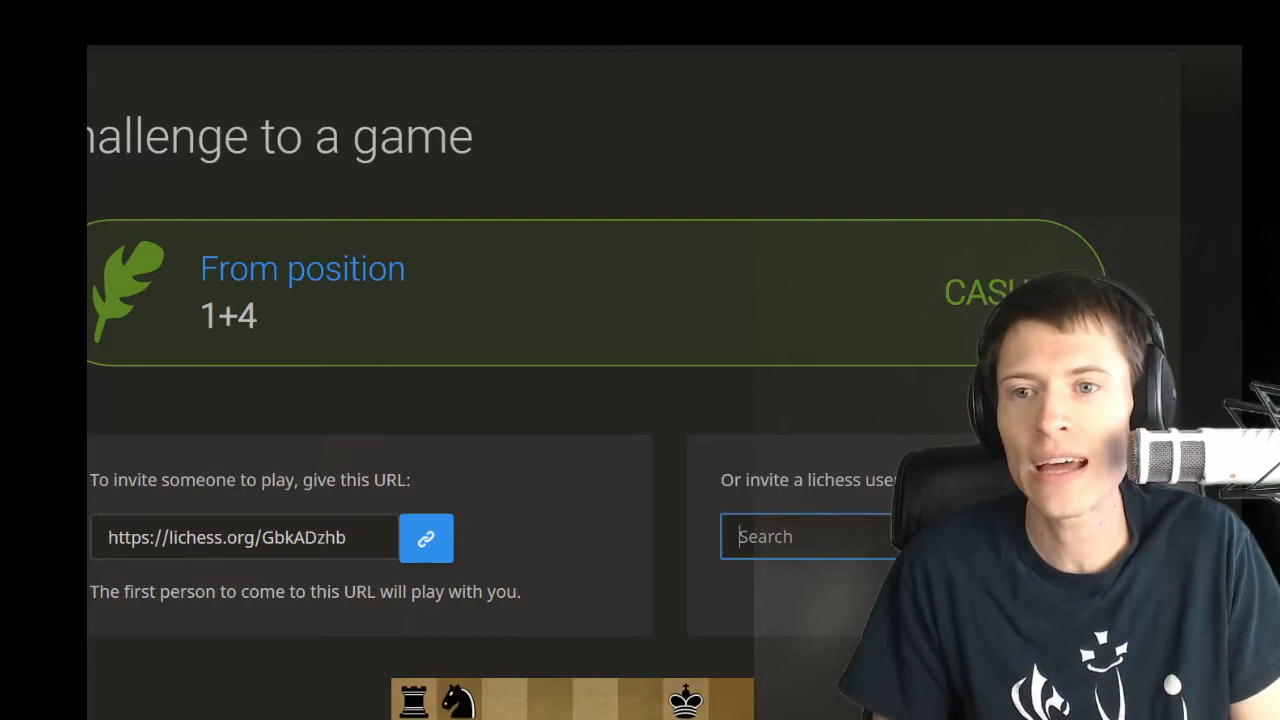 hallenge to a game
From position
1+4
CASU
To invite someone to play, give this URL:
https://lichess.org/GbkADzhb
The first person to come to this URL will play with you.
Or invite a lichess use
Search